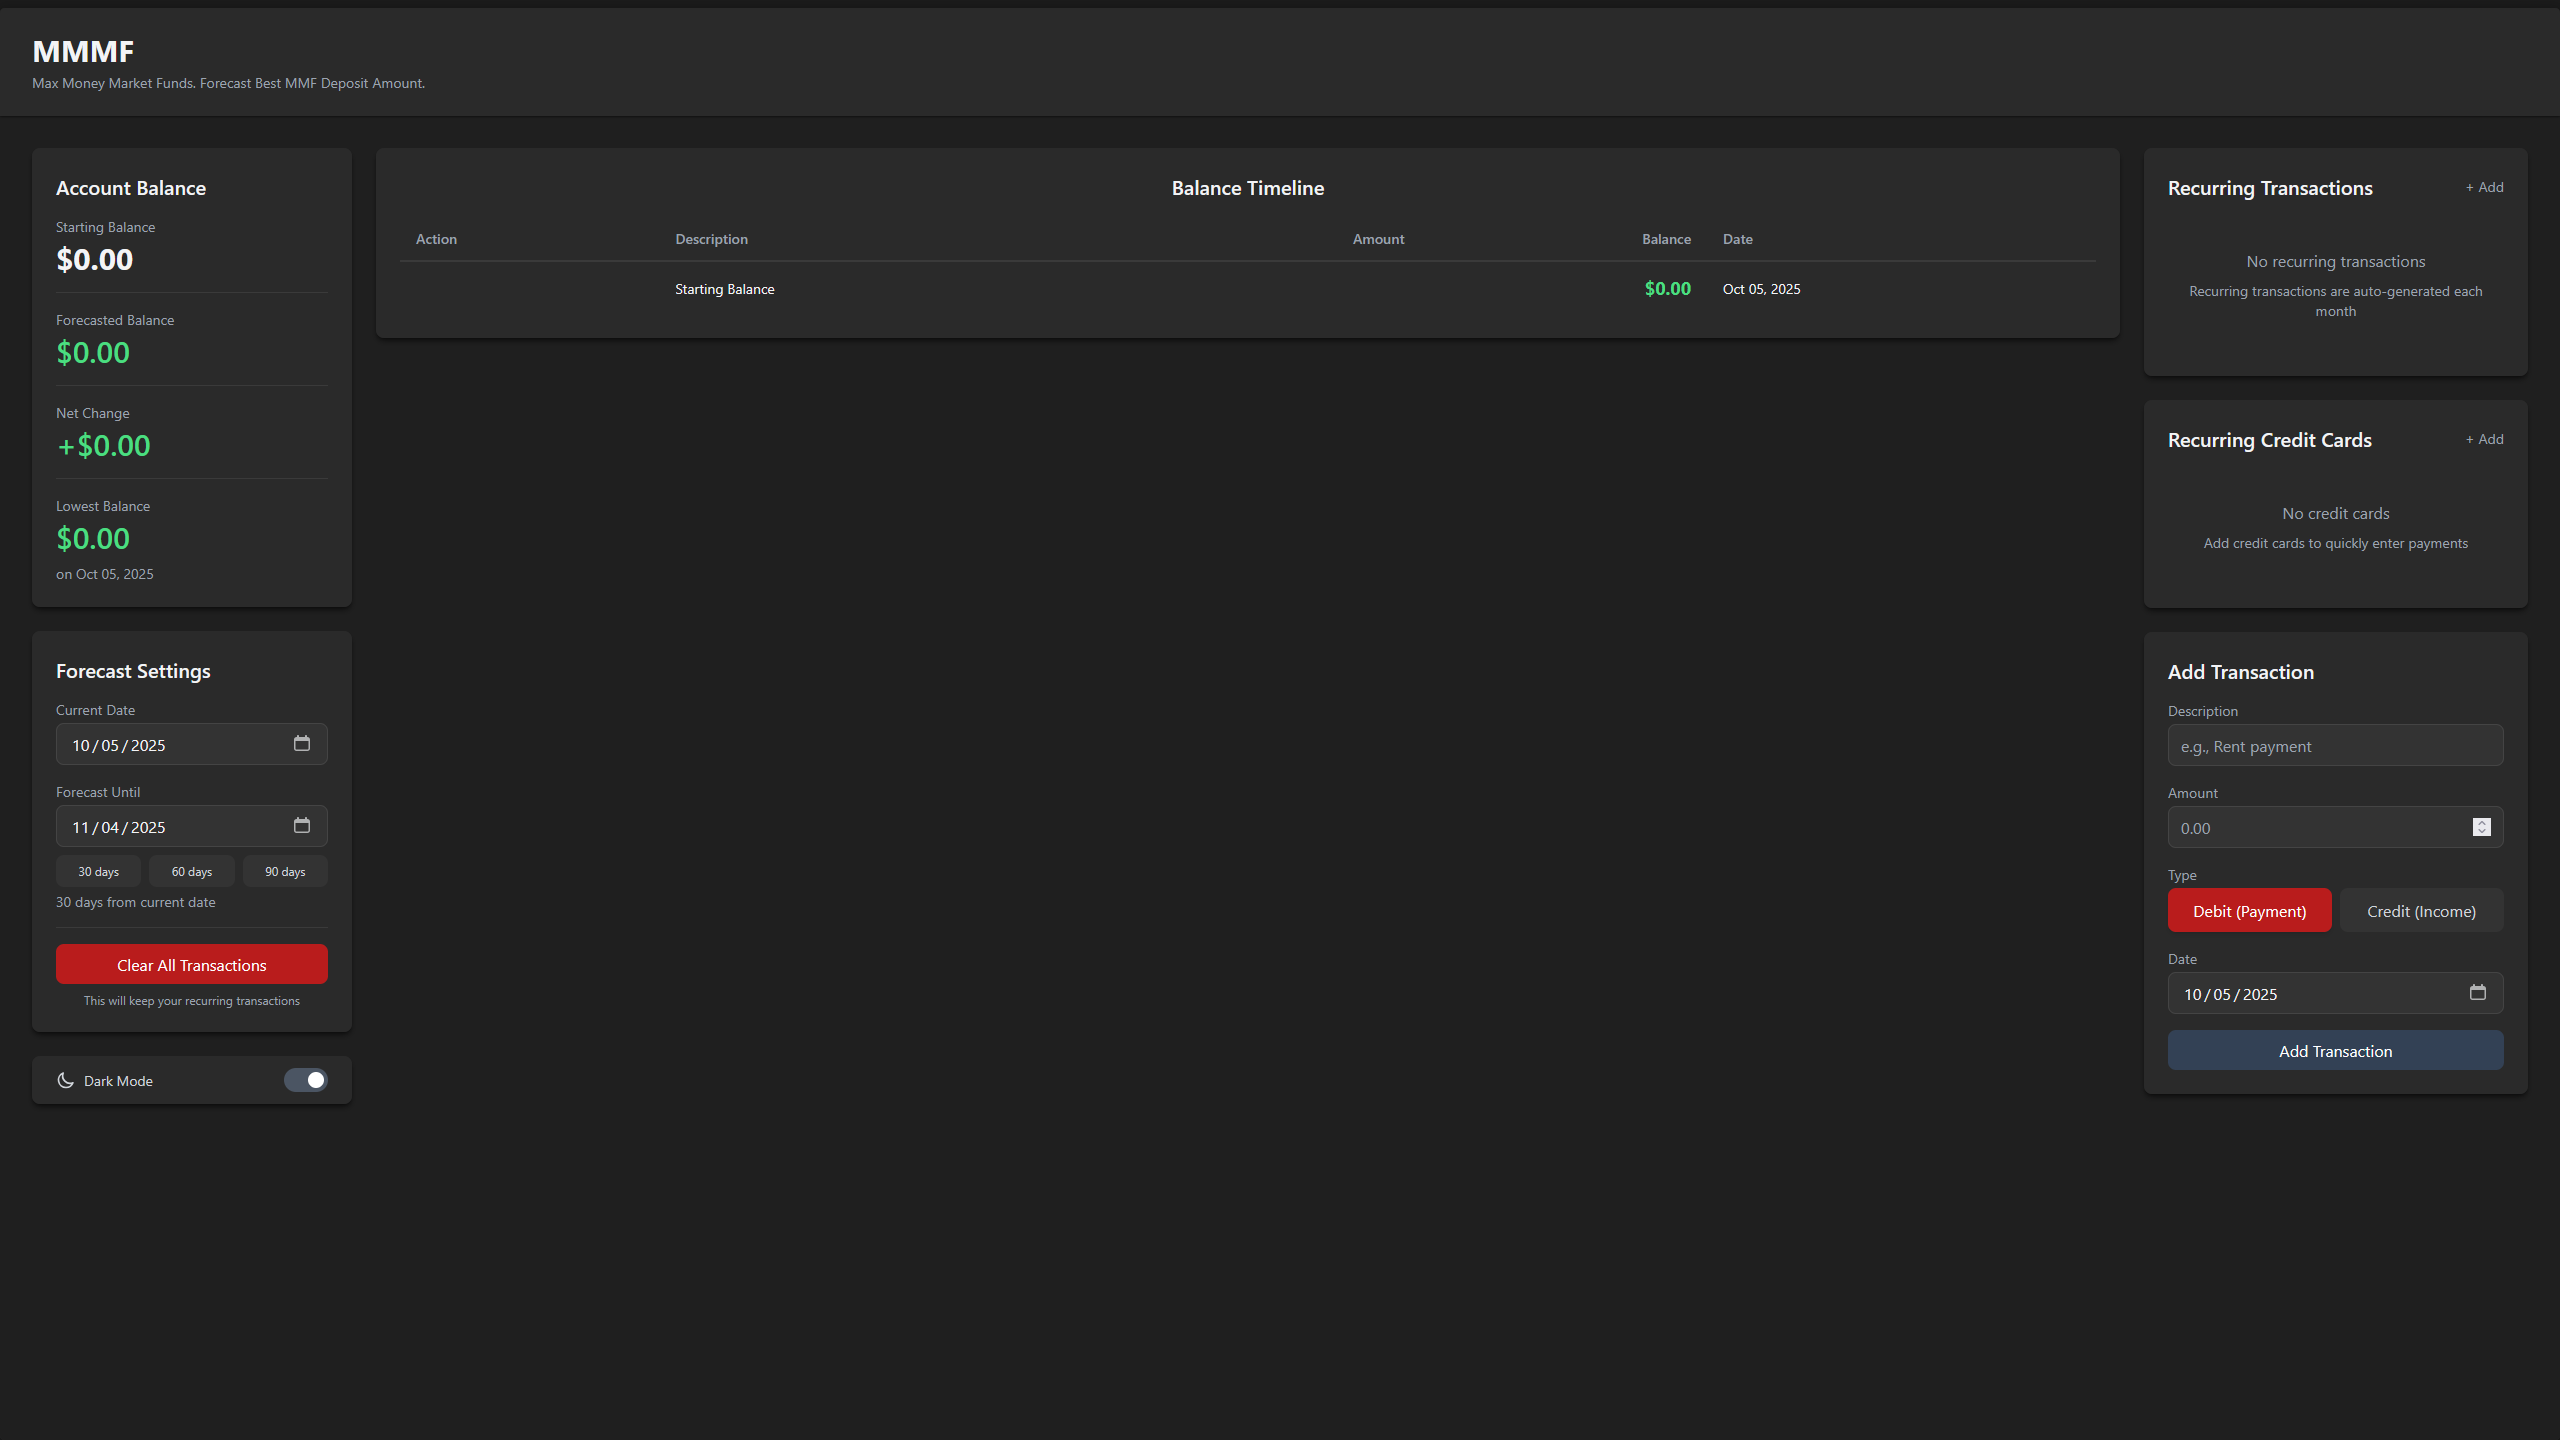 MMMF
Max Money Market Funds. Forecast Best MMF Deposit Amount.
Account Balance
Starting Balance
$0.00
Forecasted Balance
$0.00
Net Change
+$0.00
Lowest Balance
$0.00
on Oct 05, 2025
Forecast Settings
Current Date
10/05/2025
Forecast Until
11/04/2025
30 days 60 days 90 days
30 days from current date
Clear All Transactions
This will keep your recurring transactions
Dark Mode
Balance Timeline
Action Description Amount Balance Date
Starting Balance $0.00 Oct 05, 2025
Recurring Transactions + Add
No recurring transactions
Recurring transactions are auto-generated each
month
Recurring Credit Cards + Add
No credit cards
Add credit cards to quickly enter payments
Add Transaction
Description
e.g., Rent payment
Amount
0.00
Type
Debit (Payment) Credit (Income)
Date
10/05/2025
Add Transaction